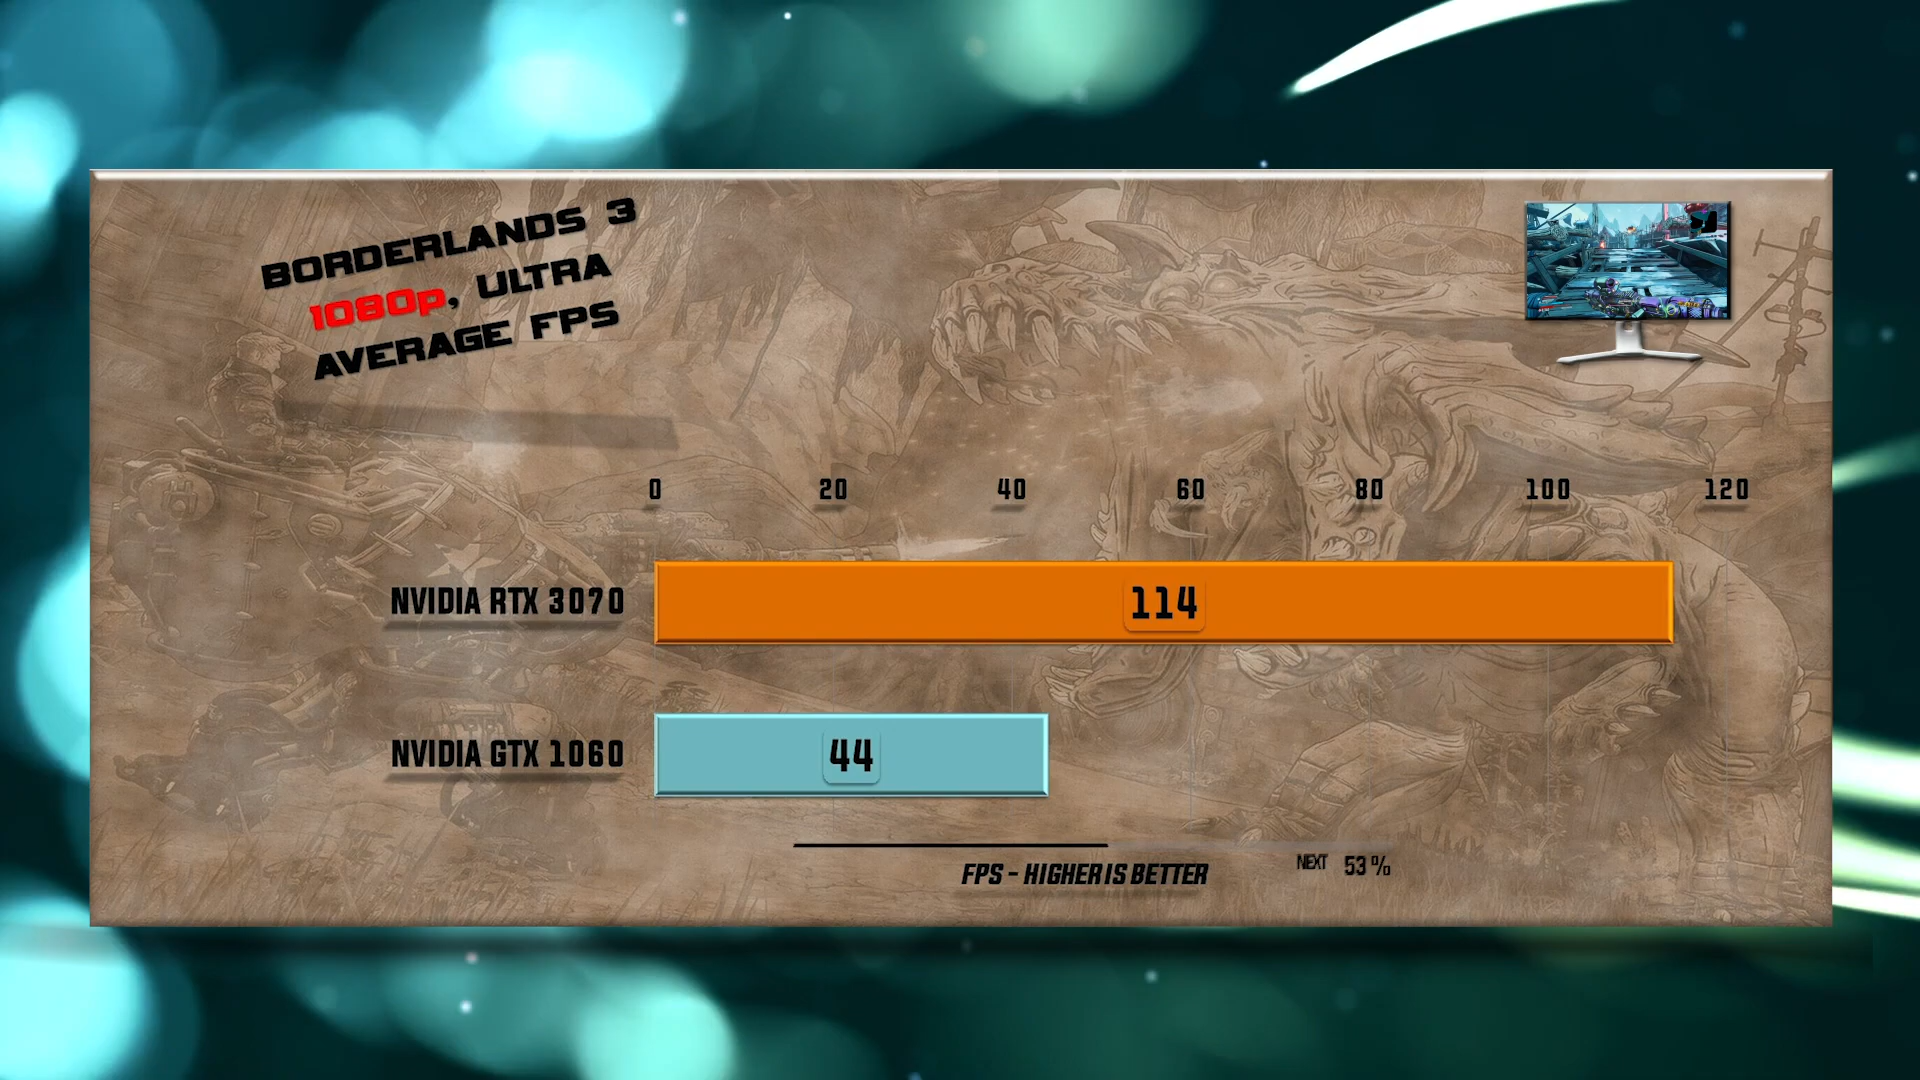 BORDERLANDS 3
1080p, ULTRA
AVERAGE FPS
0 20 40 60 80 100 120
NVIDIA RTX 3070 114
NVIDIA GTX 1060 44
FPS - HIGHER IS BETTER
NEXT 53 %